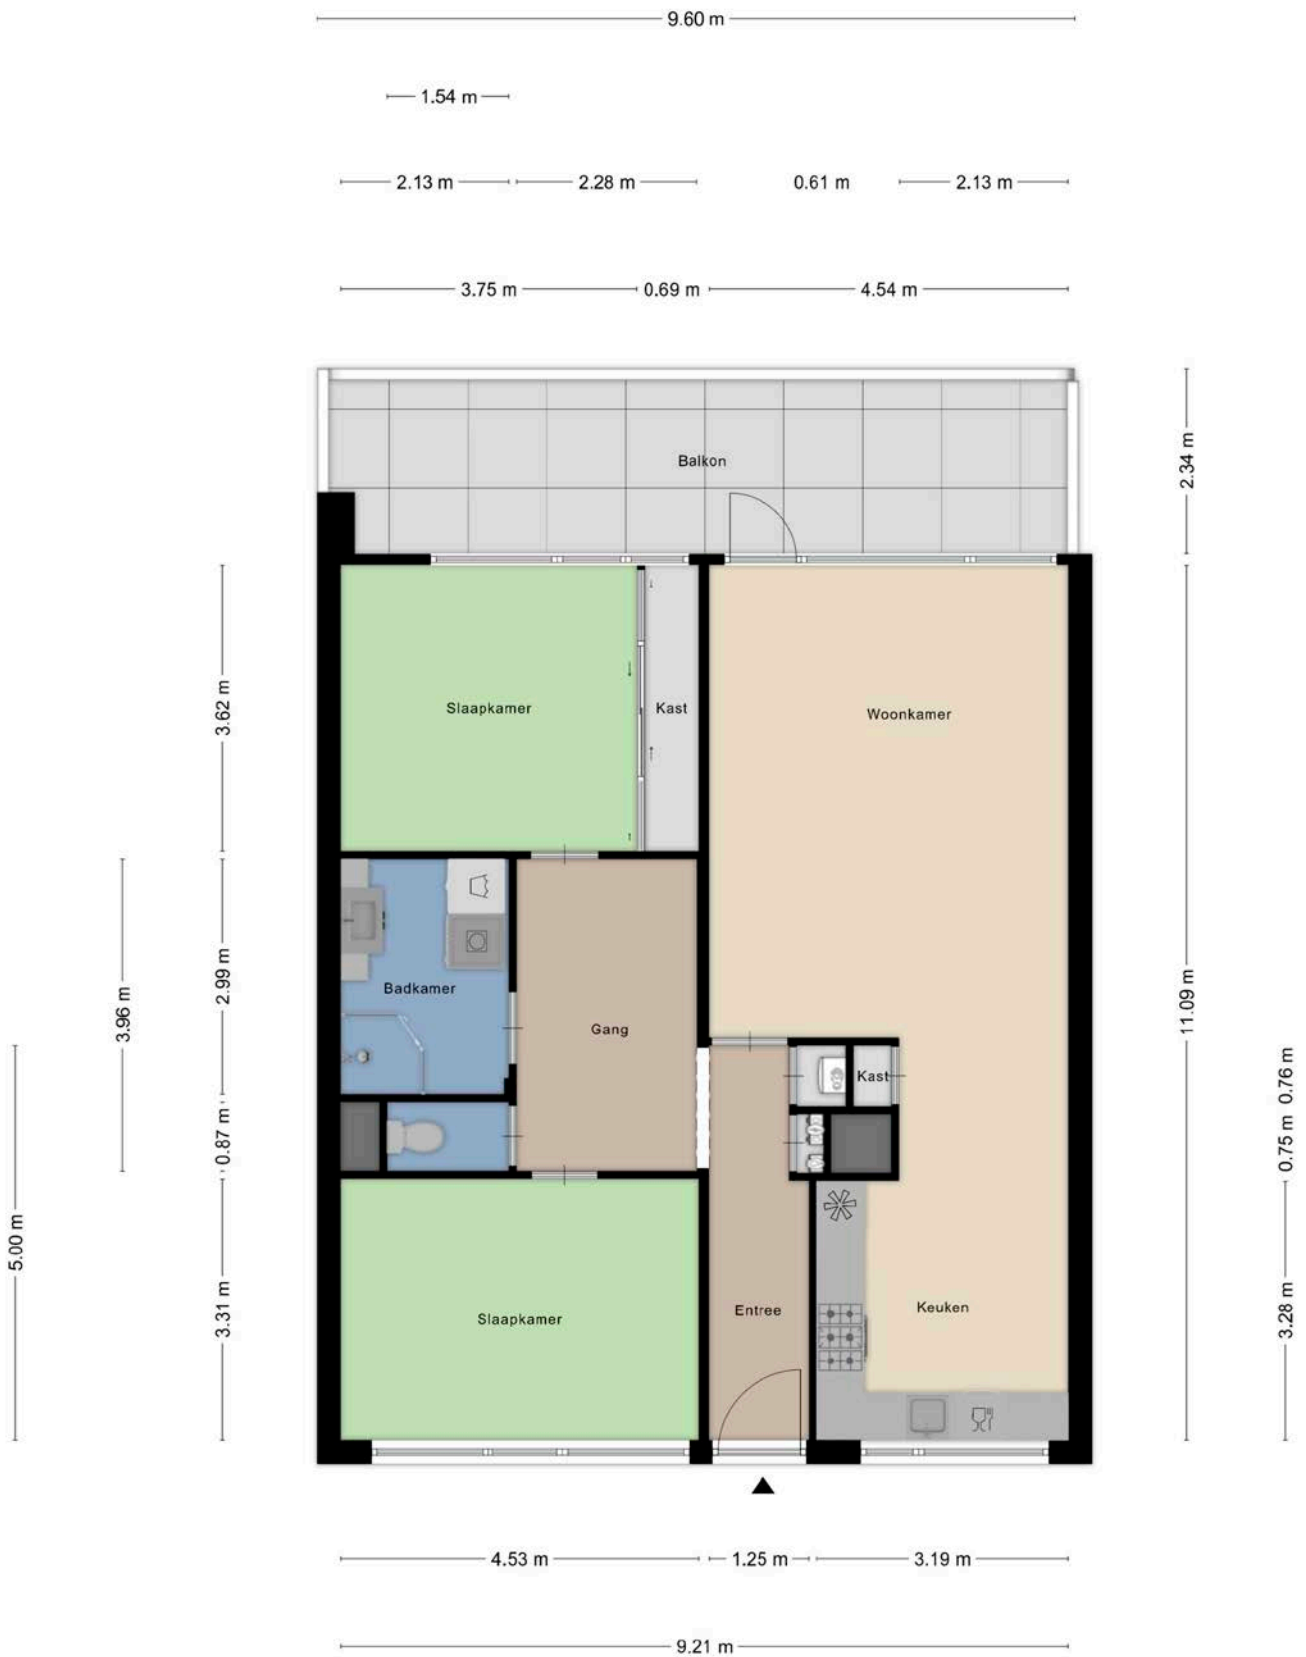 9.60 m
1.54 m
2.13 m 2.28 m 0.61 m 2.13 m
3.75 m 0.69 m 4.54 m
Balkon
2.34 m
Slaapkamer
Kast
Woonkamer
3.62 m
Badkamer
Gang
2.99 m
3.96 m
11.09 m
Kast
0.76 m
0.87 m
0.75 m
5.00 m
Slaapkamer
Entree
Keuken
3.31 m
3.28 m
4.53 m 1.25 m 3.19 m
9.21 m